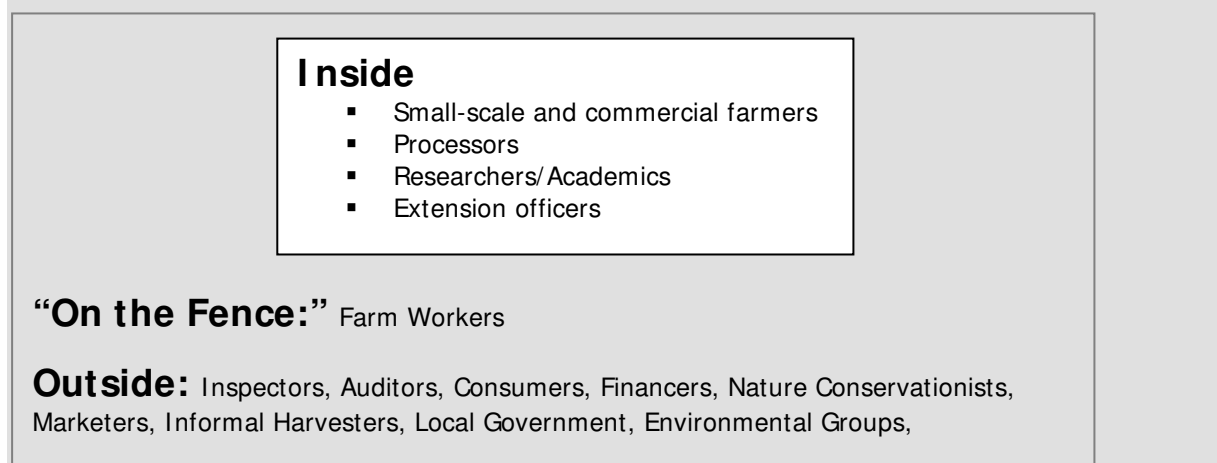 Inside
▪ Small-scale and commercial farmers
▪ Processors
▪ Researchers/Academics
▪ Extension officers
“On the Fence:” Farm Workers
Outside: Inspectors, Auditors, Consumers, Financers, Nature Conservationists,
Marketers, Informal Harvesters, Local Government, Environmental Groups,